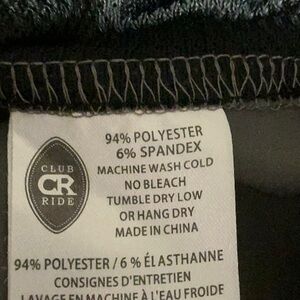 CLUB
CR
RIDE
94% POLYESTER
6% SPANDEX
MACHINE WASH COLD
NO BLEACH
TUMBLE DRY LOW
OR HANG DRY
MADE IN CHINA
94% POLYESTER / 6 % ÉLASTHANNE
CONSIGNES D'ENTRETIEN
LAVAGE EN MACHINE À L'EAU FROIDE